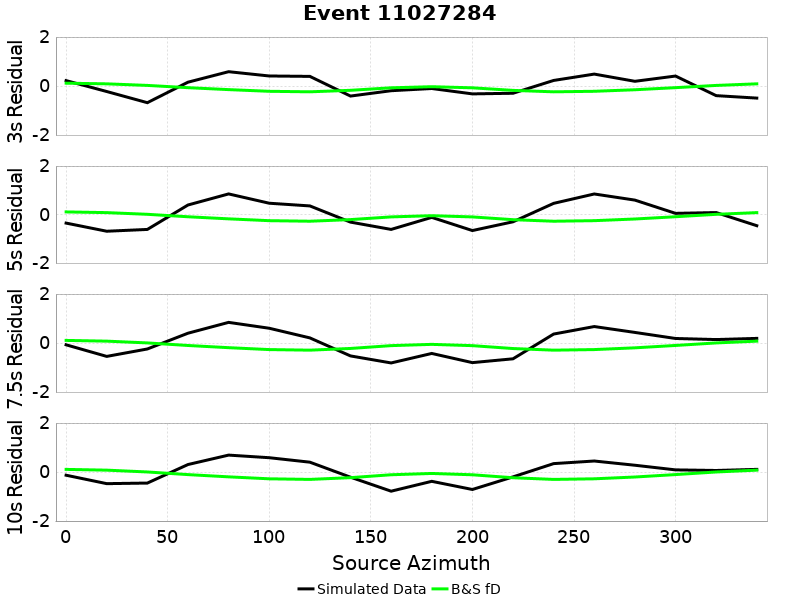 Event 11027284
3s Residual
2
0
-2
5s Residual
2
0
-2
7.5s Residual
2
0
-2
10s Residual
2
0
-2
0 50 100 150 200 250 300
Source Azimuth
Simulated Data B&S fD